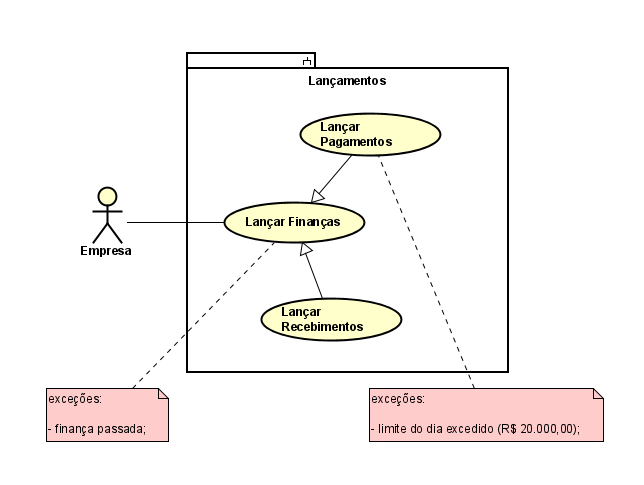 Lançamentos
Lançar
Pagamentos
Lançar Finanças
Empresa
Lançar
Recebimentos
exceções:
- finança passada;
exceções:
- limite do dia excedido (R$ 20.000,00);